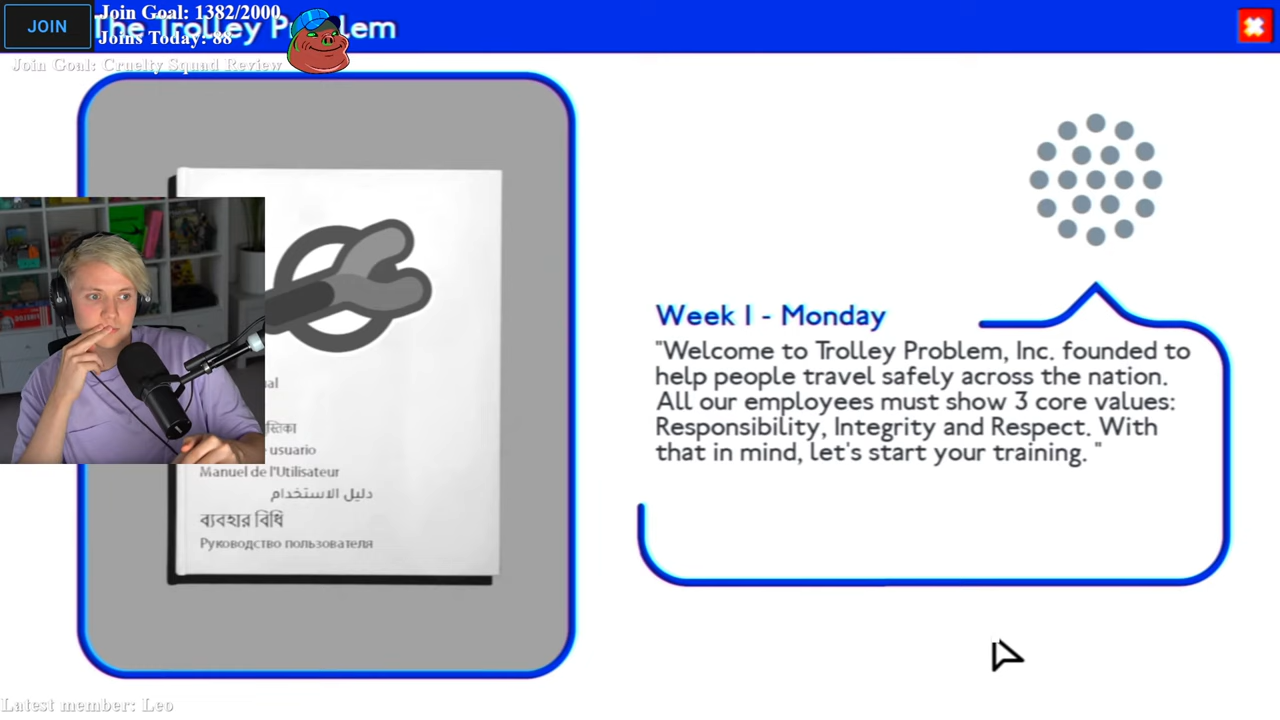 JOIN
Join Goal: 1382/2000
The Trolley Problem
Joins Today: 88
Join Goal: Cruelty Squad Review
Week 1 - Monday
"Welcome to Trolley Problem, Inc. founded to
help people travel safely across the nation.
All our employees must show 3 core values:
Responsibility, Integrity and Respect. With
that in mind, let's start your training. "
usuario
Manuel de l'Utilisateur
دليل الاستخدام
ব্যবহার বিধি
Руководство пользователя
Latest member: Leo